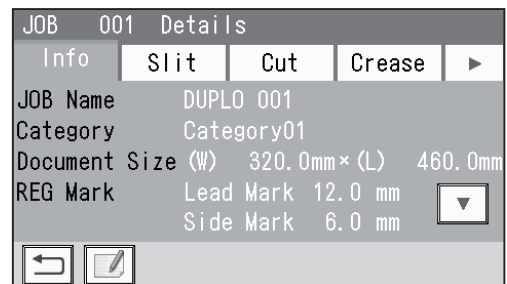 JOB 001 Details
Info Slit Cut Crease ►
JOB Name DUPLO 001
Category Category01
Document Size (W) 320.0mm×(L) 460.0mm
REG Mark Lead Mark 12.0 mm
Side Mark 6.0 mm